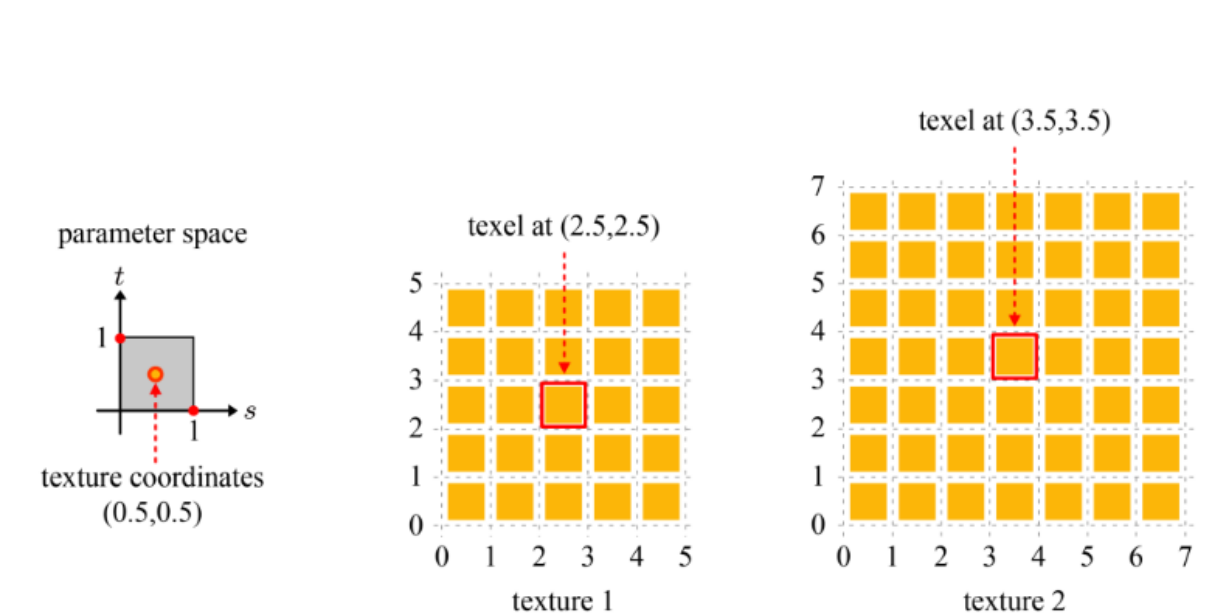 parameter space
t
1
s
1
texture coordinates
(0.5,0.5)
texel at (2.5,2.5)
5
4
3
2
1
0
0 1 2 3 4 5
texture 1
texel at (3.5,3.5)
7
6
5
4
3
2
1
0
0 1 2 3 4 5 6 7
texture 2